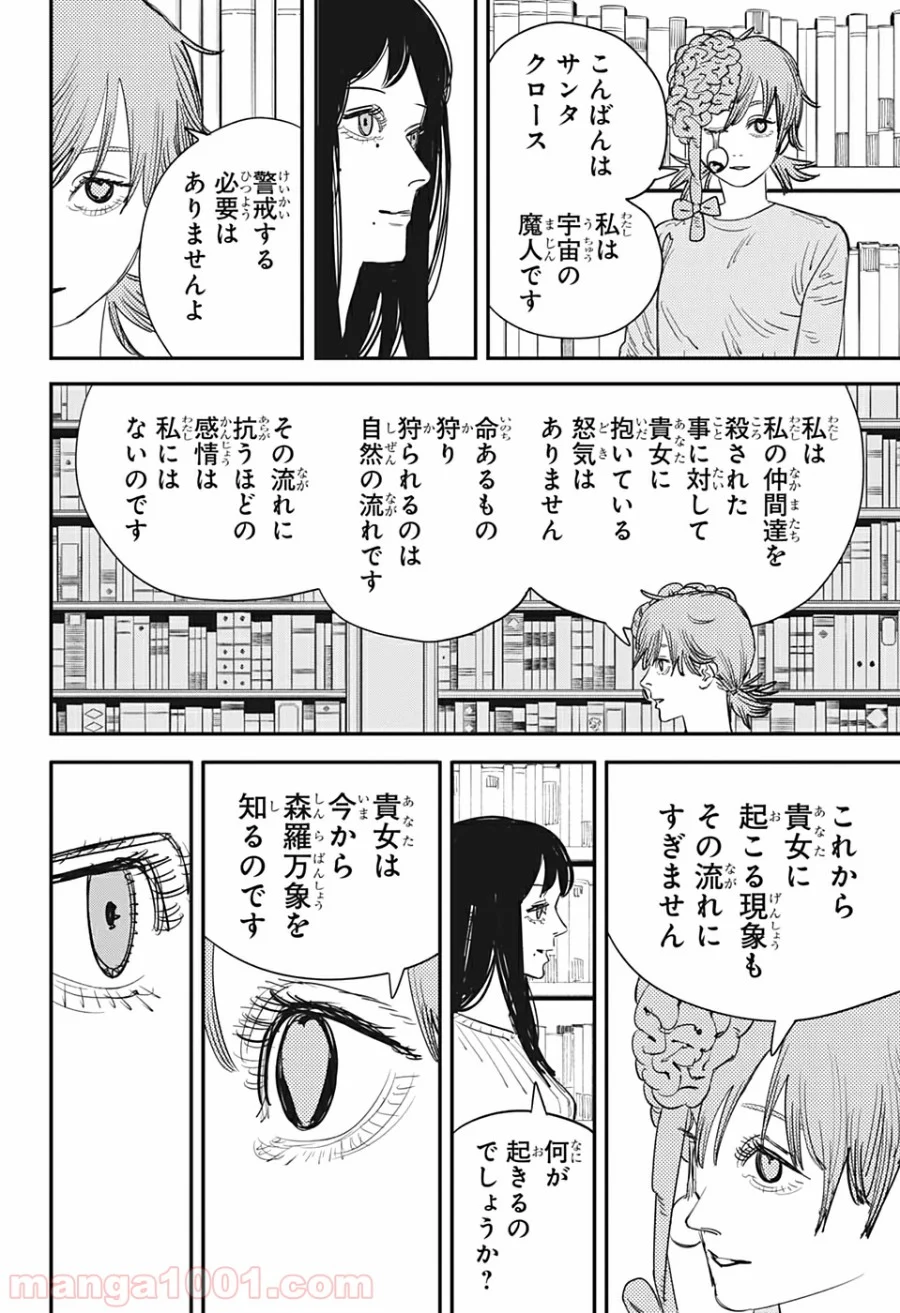 こんばんは
サンタ
クロース
私は
宇宙の
魔人です
警戒する
必要は
ありませんよ
私は
私の仲間達を
殺された
事に対して
貴女に
抱いている
怒気は
ありません
命あるもの
狩り
狩られるのは
自然の流れです
その流れに
抗うほどの
感情は
私には
ないのです
これから
貴女に
起こる現象も
その流れに
すぎません
何が
起きるの
でしょうか?
貴女は
今から
森羅万象を
知るのです
manga1001.com